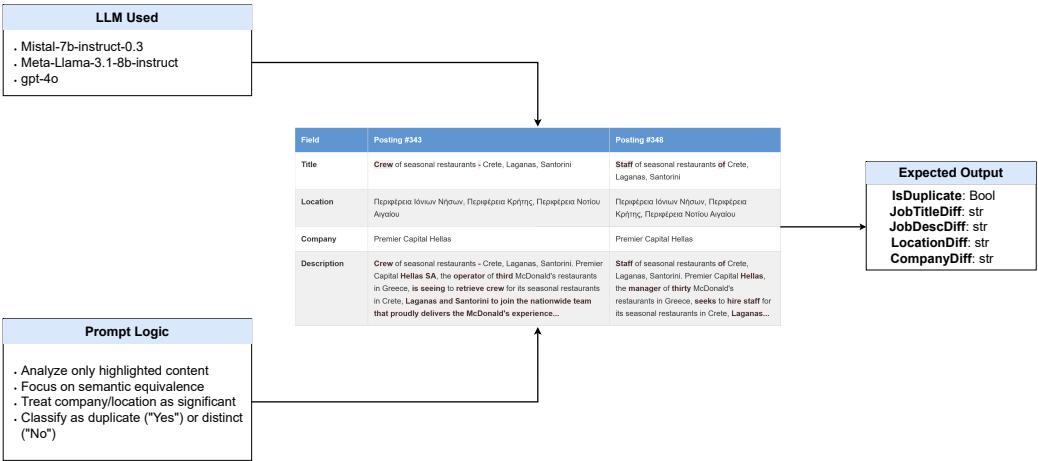 LLM Used
. Mistal-7b-instruct-0.3
. Meta-Llama-3.1-8b-instruct
. gpt-4o
Field Posting #343 Posting #348
Title Crew of seasonal restaurants - Crete, Laganas, Santorini Staff of seasonal restaurants of Crete,
Laganas, Santorini
Location Περιφέρεια Ιόνιων Νήσων, Περιφέρεια Κρήτης, Περιφέρεια Νοτίου Περιφέρεια Ιόνιων Νήσων, Περιφέρεια
Αιγαίου Κρήτης, Περιφέρεια Νοτίου Αιγαίου
Company Premier Capital Hellas Premier Capital Hellas
Description Crew of seasonal restaurants - Crete, Laganas, Santorini. Premier Staff of seasonal restaurants of Crete,
Capital Hellas SA, the operator of third McDonald's restaurants Laganas, Santorini. Premier Capital Hellas,
in Greece, is seeing to retrieve crew for its seasonal restaurants the manager of thirty McDonald's
in Crete, Laganas and Santorini to join the nationwide team restaurants in Greece, seeks to hire staff for
that proudly delivers the McDonald's experience... its seasonal restaurants in Crete, Laganas...
Expected Output
IsDuplicate: Bool
JobTitleDiff: str
JobDescDiff: str
LocationDiff: str
CompanyDiff: str
Prompt Logic
. Analyze only highlighted content
. Focus on semantic equivalence
. Treat company/location as significant
. Classify as duplicate ("Yes") or distinct
("No")